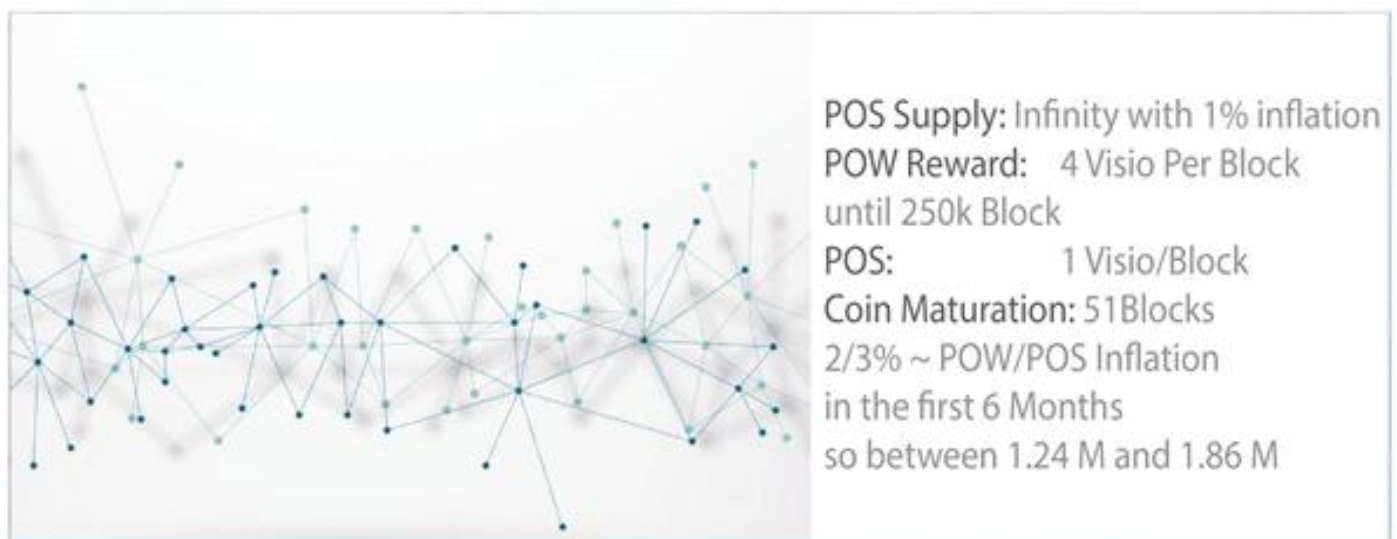 POS Supply: Infinity with 1% inflation
POW Reward: 4 Visio Per Block
until 250k Block
POS: 1 Visio/Block
Coin Maturation: 51Blocks
2/3% ~ POW/POS Inflation
in the first 6 Months
so between 1.24 M and 1.86 M